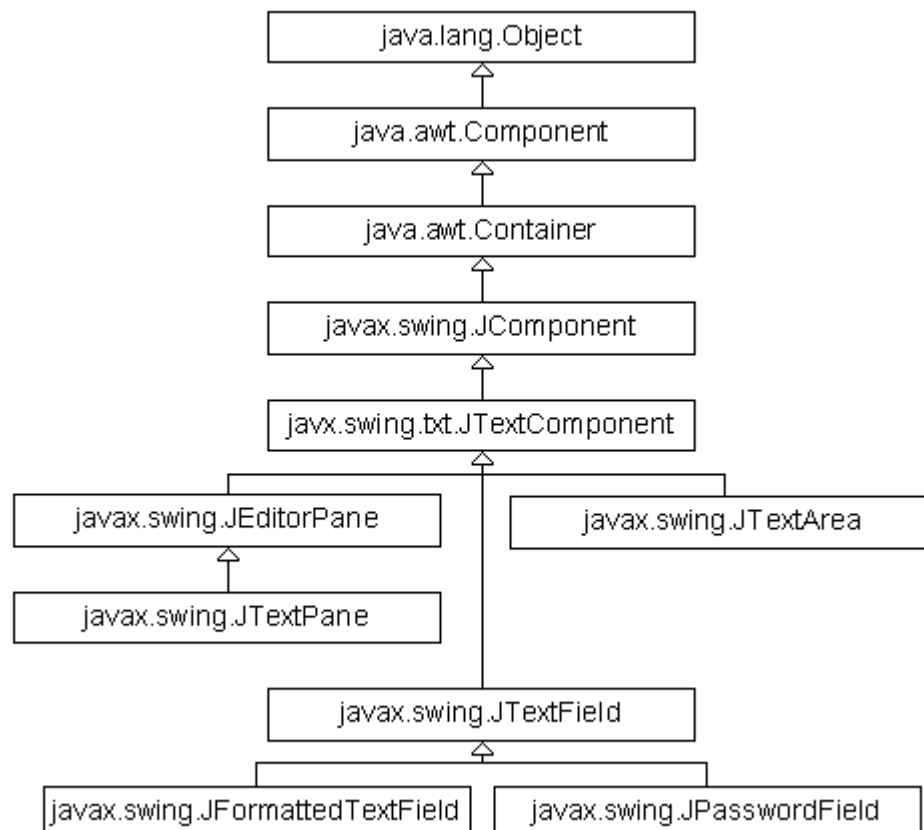 java.lang.Object
java.awt.Component
java.awt.Container
javax.swing.JComponent
javx.swing.txt.JTextComponent
javax.swing.JEditorPane
javax.swing.JTextArea
javax.swing.JTextPane
javax.swing.JTextField
javax.swing.JFormattedTextField
javax.swing.JPasswordField